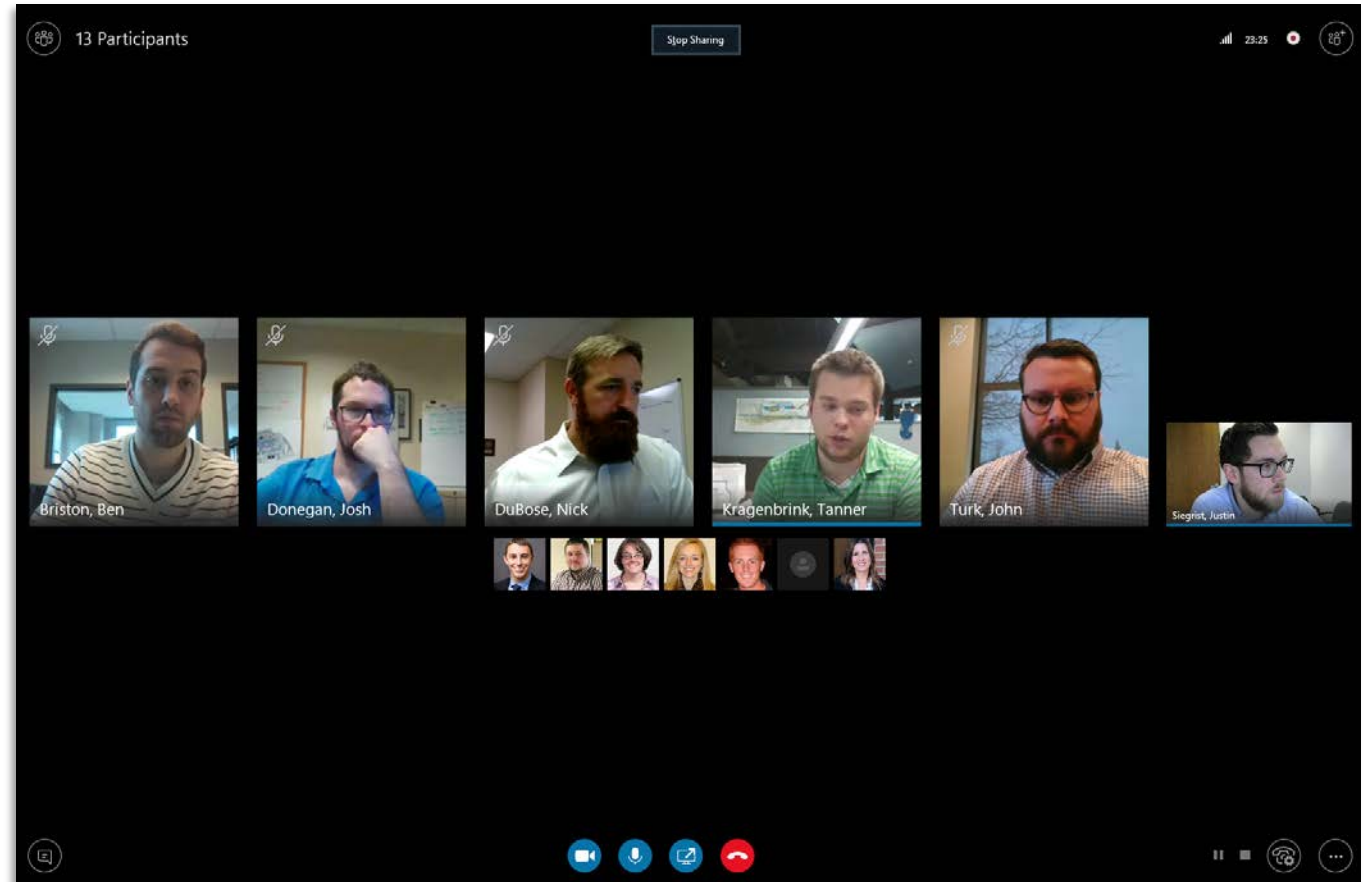 13 Participants
Stop Sharing
23:25
Briston, Ben
Donegan, Josh
DuBose, Nick
Kragenbrink, Tanner
Turk, John
Siegrist, Justin